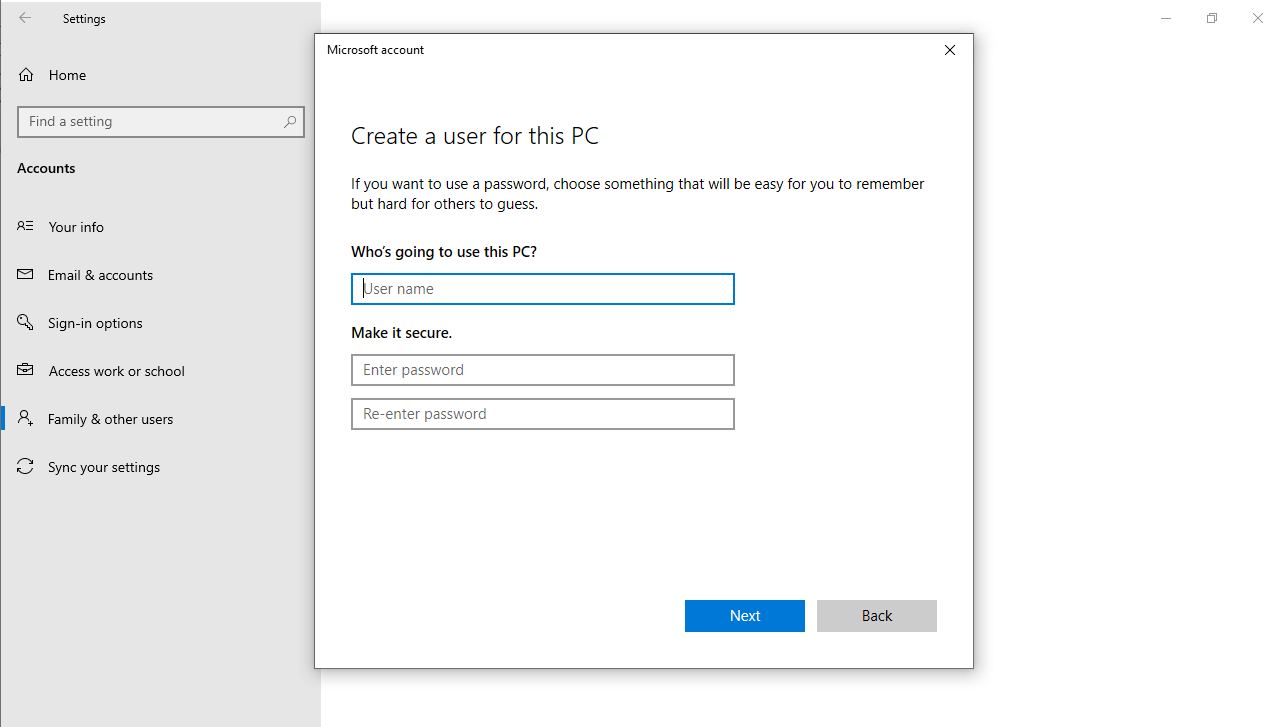 Settings
Home
Find a setting
Accounts
Your info
Email & accounts
Sign-in options
Access work or school
Family & other users
Sync your settings
Microsoft account
Create a user for this PC
If you want to use a password, choose something that will be easy for you to remember
but hard for others to guess.
Who's going to use this PC?
User name
Make it secure.
Enter password
Re-enter password
Next
Back